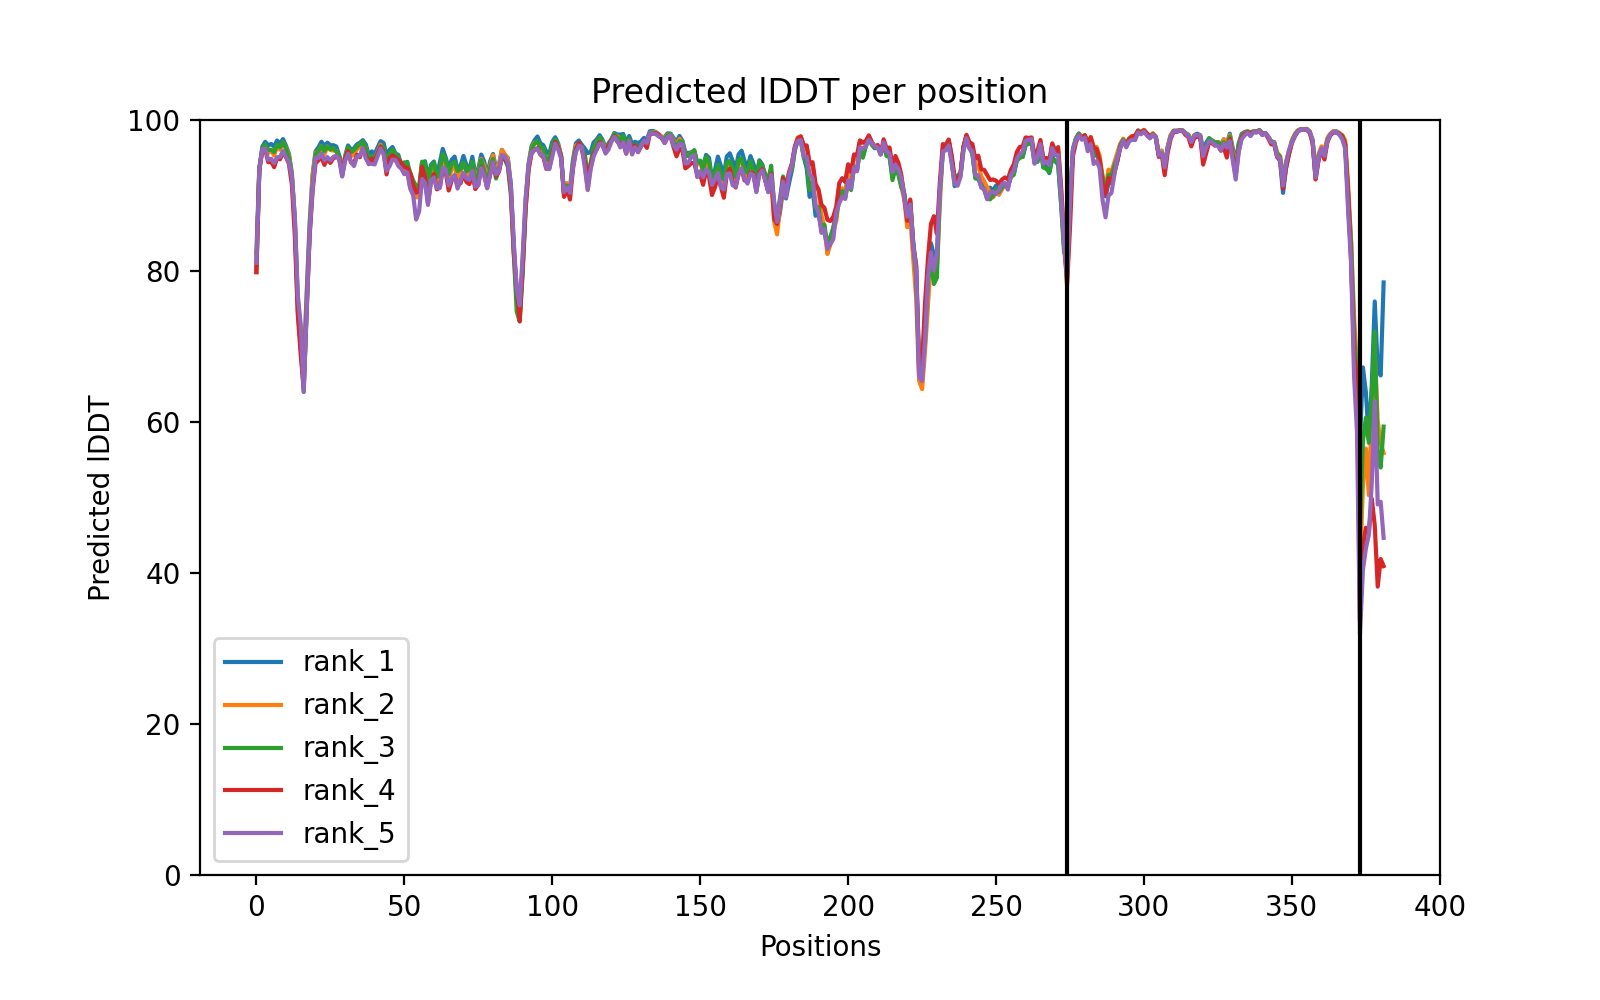 Predicted lDDT per position
100
80
60
40
20
0
Predicted lDDT
rank_1
rank_2
rank_3
rank_4
rank_5
0 50 100 150 200 250 300 350 400
Positions